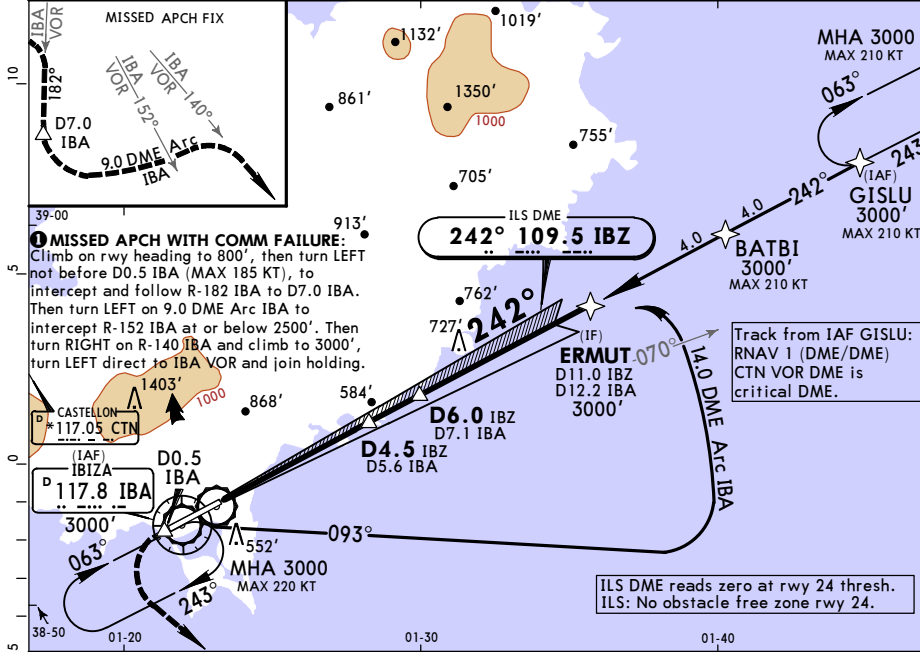 MISSED APCH FIX
IBA
VOR
182°
D7.0
IBA
IBA
VOR
152°
IBA
VOR
140°
9.0 DME Arc
IBA
10
39-00
1132'
1019'
861'
1350'
1000
755'
705'
913'
762'
727'
MHA 3000
MAX 210 KT
063°
243
(IAF)
GISLU
3000'
MAX 210 KT
242°
4.0
BATBI
3000'
MAX 210 KT
4.0
ILS DME
242° 109.5 IBZ
1 MISSED APCH WITH COMM FAILURE:
Climb on rwy heading to 800', then turn LEFT
not before D0.5 IBA (MAX 185 KT), to
intercept and follow R-182 IBA to D7.0 IBA.
Then turn LEFT on 9.0 DME Arc IBA to
intercept R-152 IBA at or below 2500'. Then
turn RIGHT on R-140 IBA and climb to 3000',
turn LEFT direct to IBA VOR and join holding.
5
242°
(IF)
ERMUT
D11.0 IBZ
D12.2 IBA
3000'
070°
14.0 DME Arc IBA
Track from IAF GISLU:
RNAV 1 (DME/DME)
CTN VOR DME is
critical DME.
1403'
1000
868'
584'
D6.0 IBZ
D7.1 IBA
D4.5 IBZ
D5.6 IBA
CASTELLON
D *117.05 CTN
(IAF)
IBIZA
D 117.8 IBA
3000'
D0.5
IBA
0
093°
552'
MHA 3000
MAX 220 KT
063°
243°
ILS DME reads zero at rwy 24 thresh.
ILS: No obstacle free zone rwy 24.
38-50
5
01-20
01-30
01-40